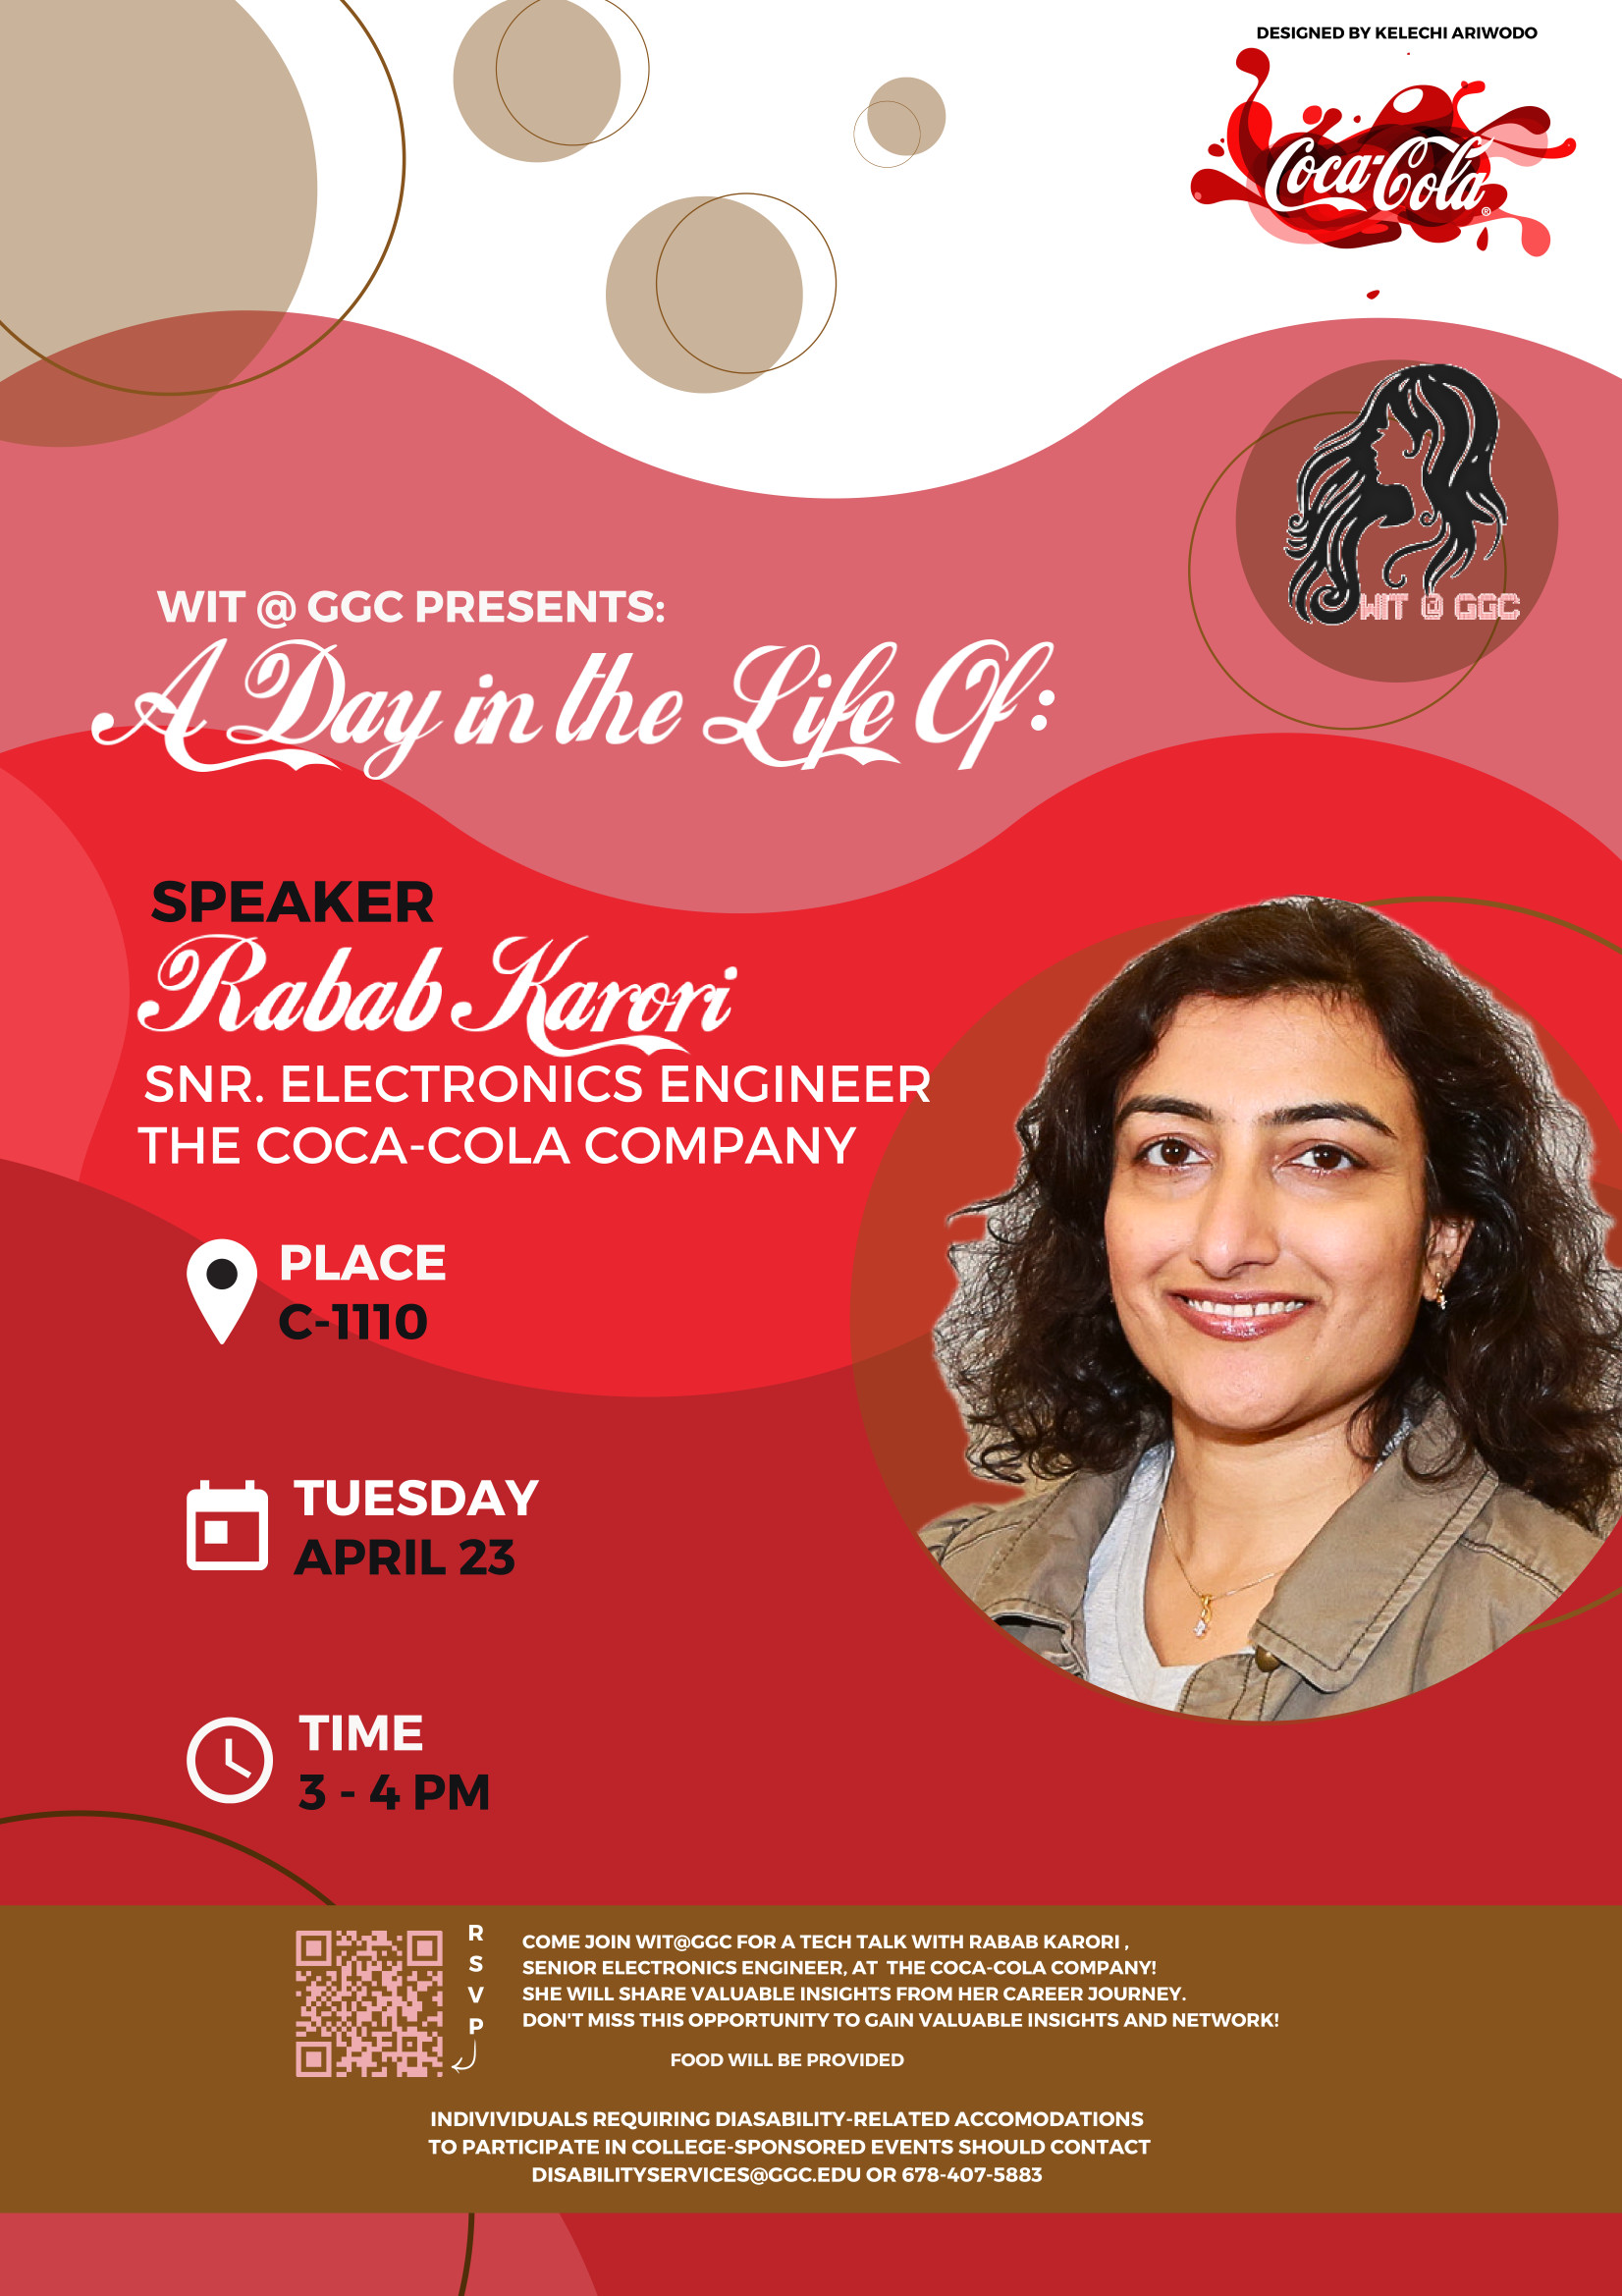 DESIGNED BY KELECHI ARIWODO
Coca-Cola®
WIT @ GGC
WIT @ GGC PRESENTS:
A Day in the Life Of:
SPEAKER
Rabab Karori
SNR. ELECTRONICS ENGINEER
THE COCA-COLA COMPANY
PLACE
C-1110
TUESDAY
APRIL 23
TIME
3 - 4 PM
RSVP
COME JOIN WIT@GGC FOR A TECH TALK WITH RABAB KARORI ,
SENIOR ELECTRONICS ENGINEER, AT THE COCA-COLA COMPANY!
SHE WILL SHARE VALUABLE INSIGHTS FROM HER CAREER JOURNEY.
DON'T MISS THIS OPPORTUNITY TO GAIN VALUABLE INSIGHTS AND NETWORK!
FOOD WILL BE PROVIDED
INDIVIVIDUALS REQUIRING DIASABILITY-RELATED ACCOMODATIONS
TO PARTICIPATE IN COLLEGE-SPONSORED EVENTS SHOULD CONTACT
DISABILITYSERVICES@GGC.EDU OR 678-407-5883